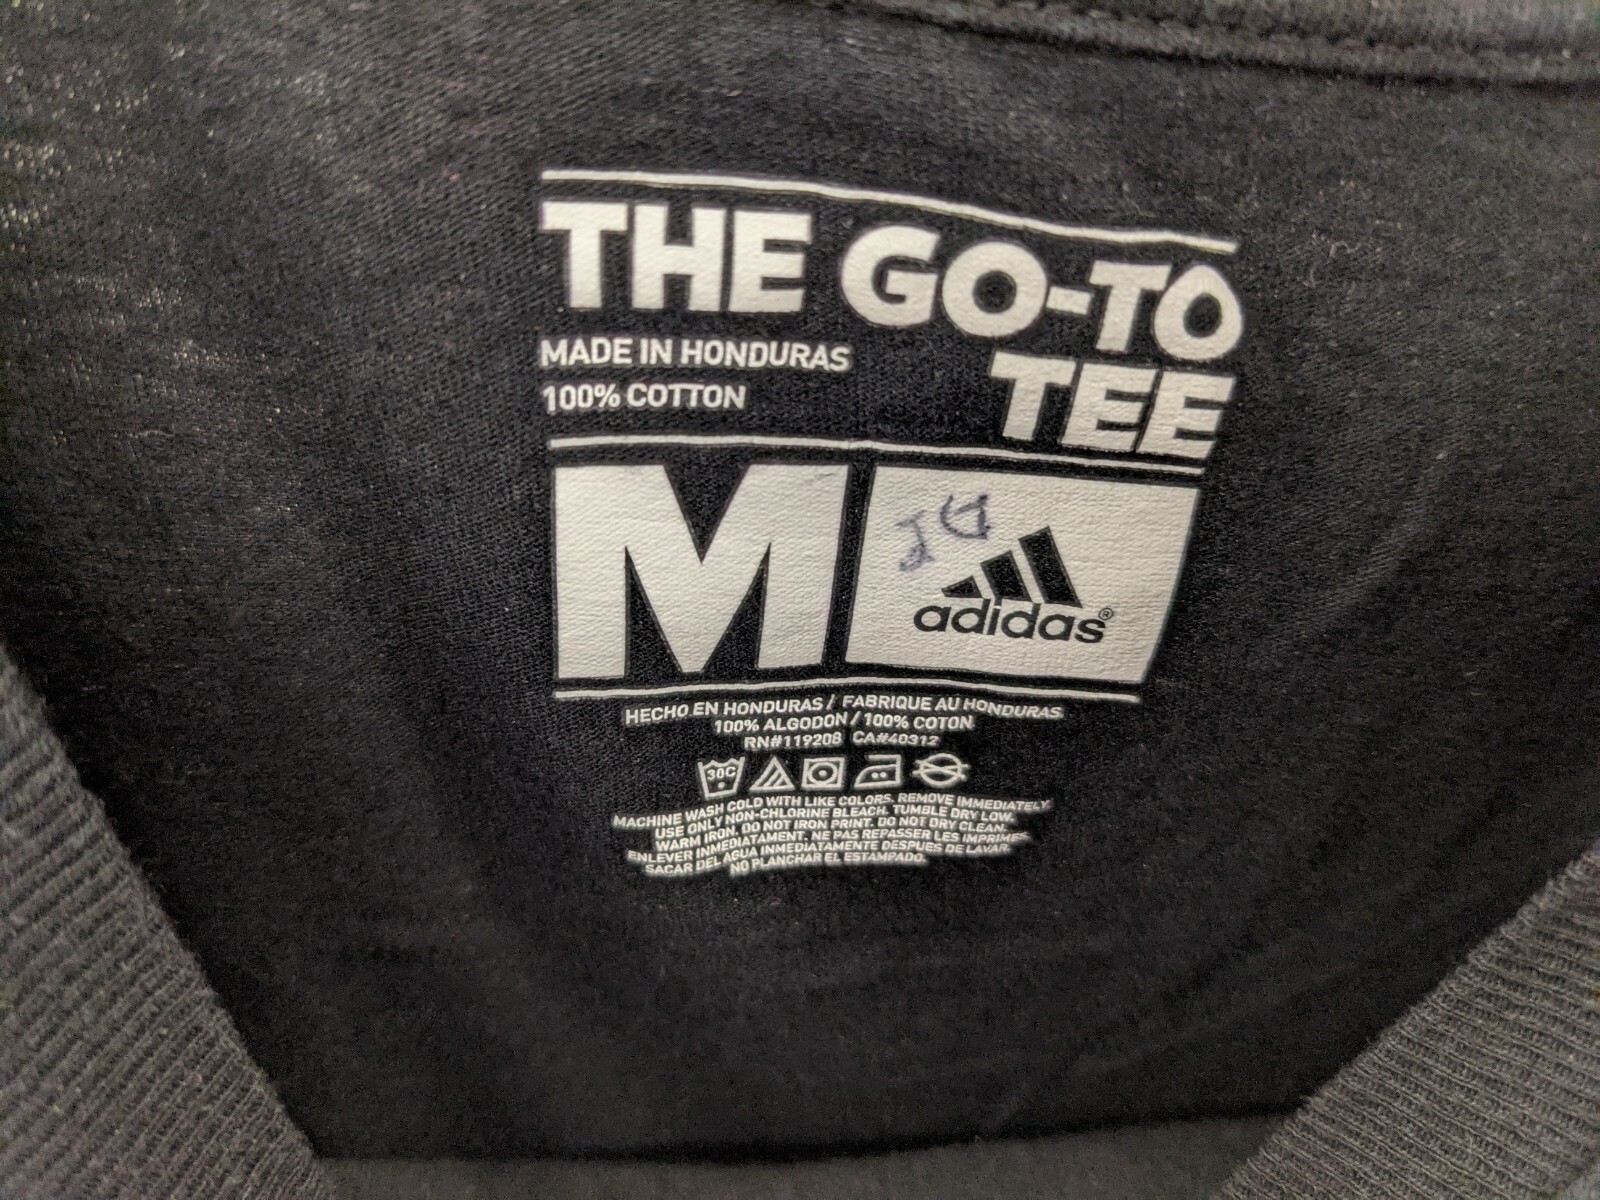 THE GO-TO
TEE
MADE IN HONDURAS
100% COTTON
M
JG
adidas®
HECHO EN HONDURAS / FABRIQUE AU HONDURAS.
100% ALGODON / 100% COTON
RN#119208 CA#40312
30C
MACHINE WASH COLD WITH LIKE COLORS. REMOVE IMMEDIATELY.
USE ONLY NON-CHLORINE BLEACH. TUMBLE DRY LOW.
WARM IRON. DO NOT IRON PRINT. DO NOT DRY CLEAN.
ENLEVER INMEDIATAMENT. NE PAS REPASSER LES IMPRIMES
SACAR DEL AGUA INMEDIATAMENTE DESPUES DE LAVAR.
NO PLANCHAR EL ESTAMPADO.